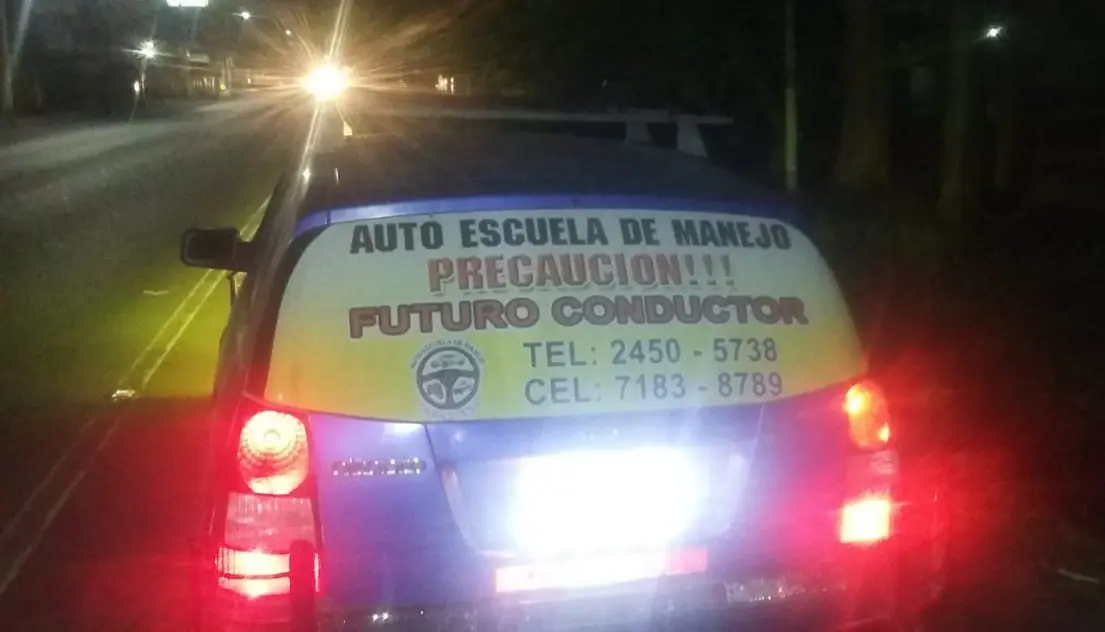 AUTO ESCUELA DE MANEJO
PRECAUCION!!!
FUTURO CONDUCTOR
TEL: 2450 - 5738
CEL: 7183 - 8789